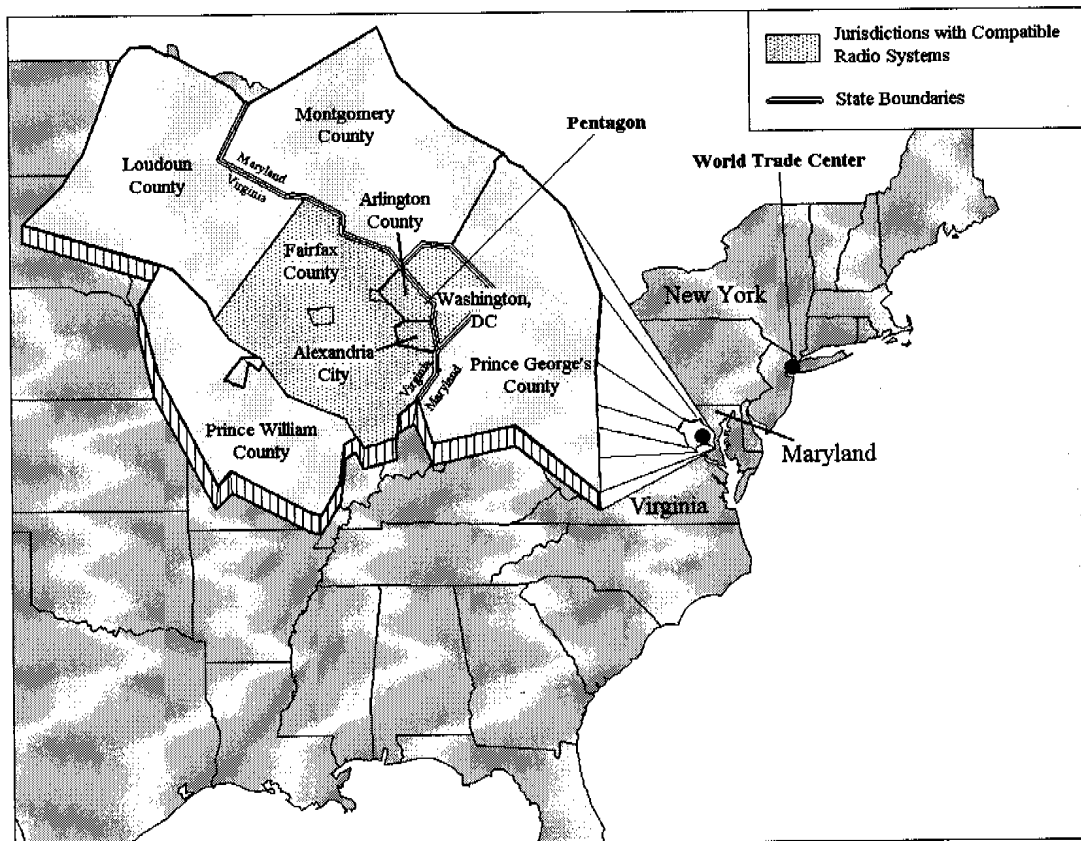 Jurisdictions with Compatible
Radio Systems
State Boundaries
Montgomery
County
Pentagon
World Trade Center
Loudoun
County
Maryland
Virginia
Arlington
County
Fairfax
County
New York
Washington,
DC
Alexandria
City
Virginia
Maryland
Prince George's
County
Prince William
County
Maryland
Virginia